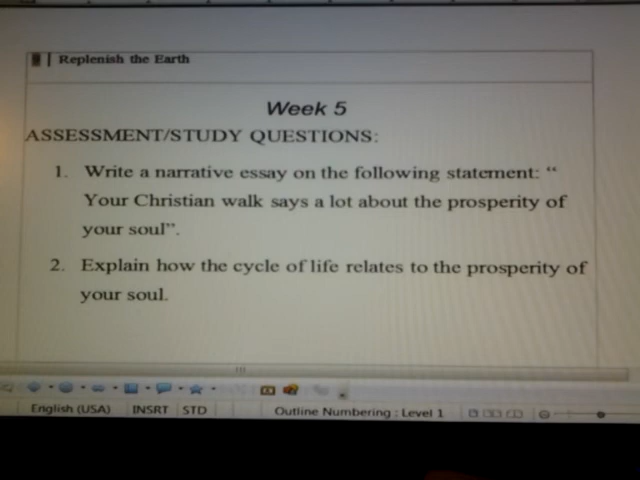 | Replenish the Earth
Week 5
ASSESSMENT/STUDY QUESTIONS:
1. Write a narrative essay on the following statement: “
Your Christian walk says a lot about the prosperity of
your soul”.
2. Explain how the cycle of life relates to the prosperity of
your soul.
English (USA) INSRT STD Outline Numbering : Level 1